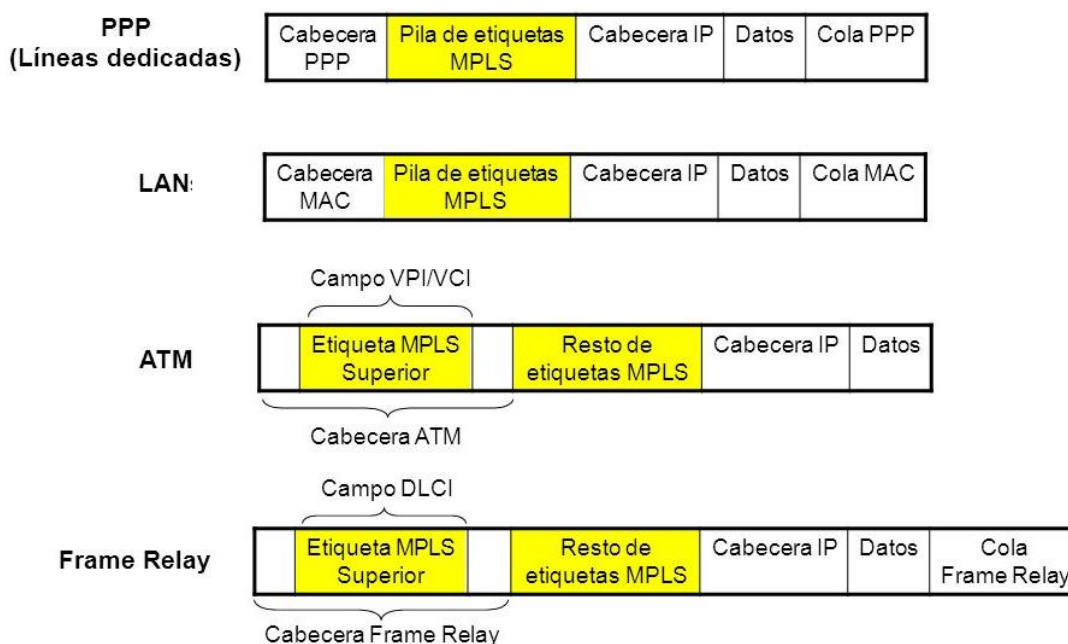 PPP
(Líneas dedicadas)
Cabecera
PPP
Pila de etiquetas
MPLS
Cabecera IP
Datos
Cola PPP
LANs
Cabecera
MAC
Pila de etiquetas
MPLS
Cabecera IP
Datos
Cola MAC
Campo VPI/VCI
ATM
Etiqueta MPLS
Superior
Resto de
etiquetas MPLS
Cabecera IP
Datos
Cabecera ATM
Campo DLCI
Frame Relay
Etiqueta MPLS
Superior
Resto de
etiquetas MPLS
Cabecera IP
Datos
Cola
Frame Relay
Cabecera Frame Relay